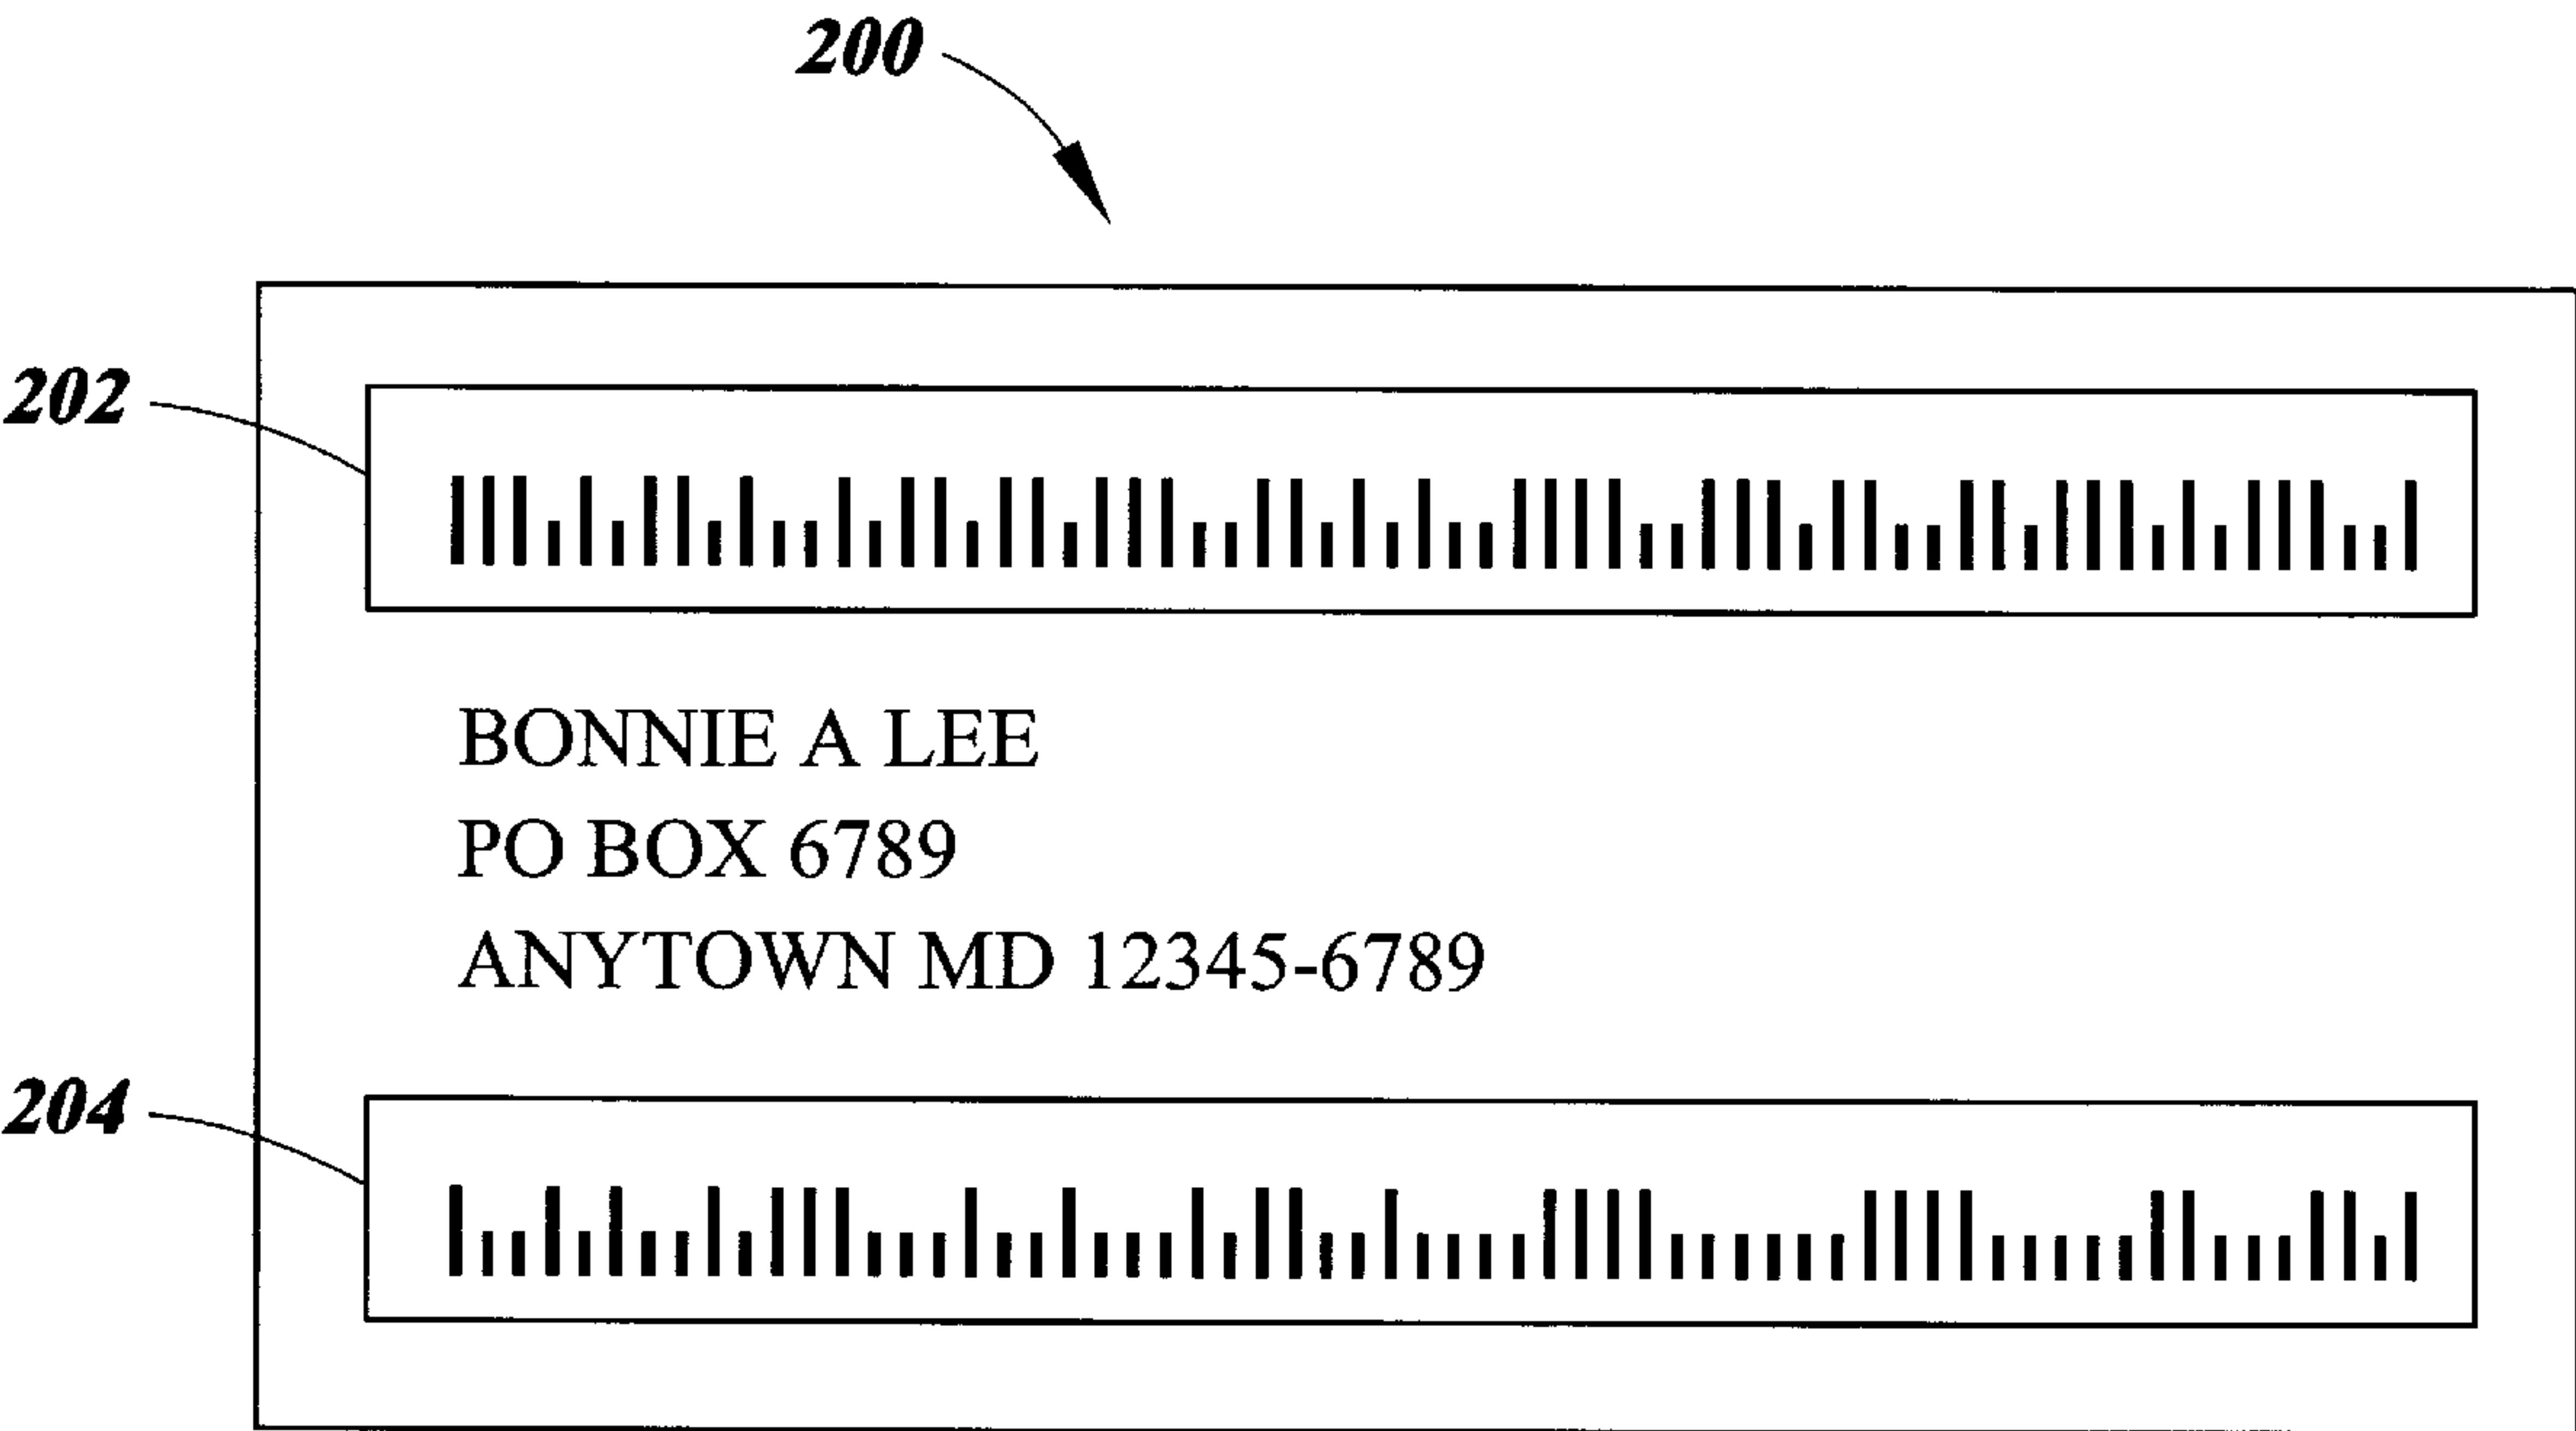 200
202
BONNIE A LEE
PO BOX 6789
ANYTOWN MD 12345-6789
204